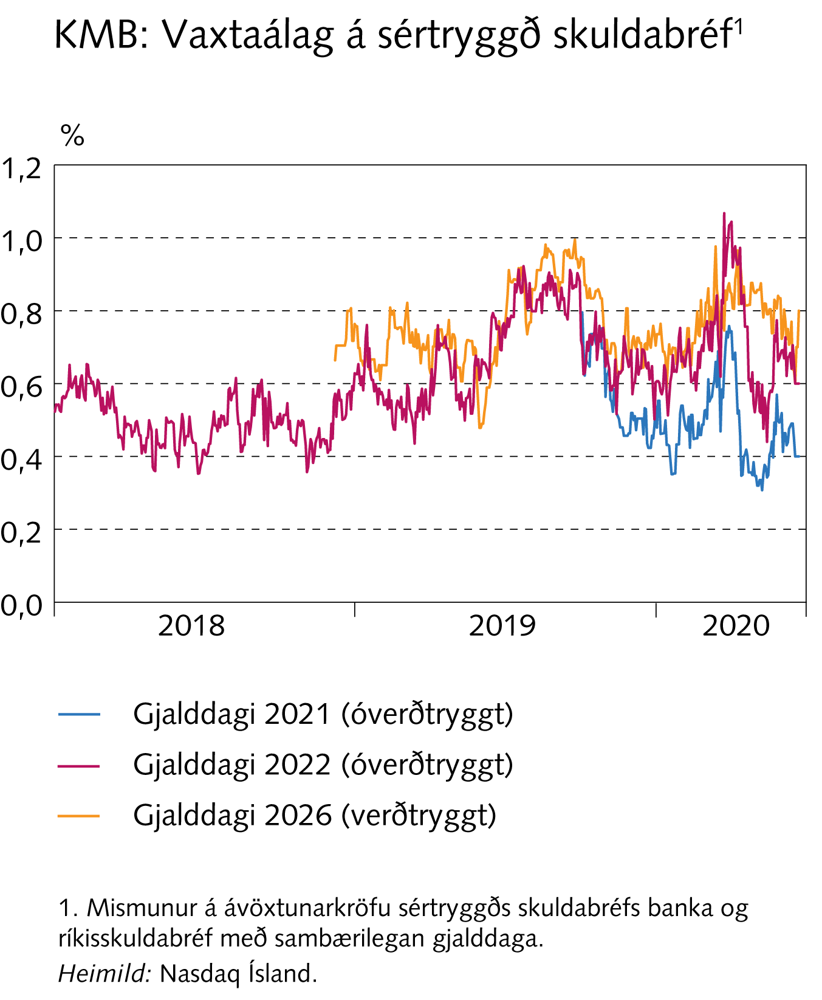 KMB: Vaxtaálag á sértryggð skuldabréf¹
%
1,2
1,0
0,8
0,6
0,4
0,2
0,0
2018 2019 2020
Gjalddagi 2021 (óverðtryggt)
Gjalddagi 2022 (óverðtryggt)
Gjalddagi 2026 (verðtryggt)
1. Mismunur á ávöxtunarkröfu sértryggðs skuldabréfs banka og
ríkisskuldabréf með sambærilegan gjalddaga.
Heimild: Nasdaq Ísland.